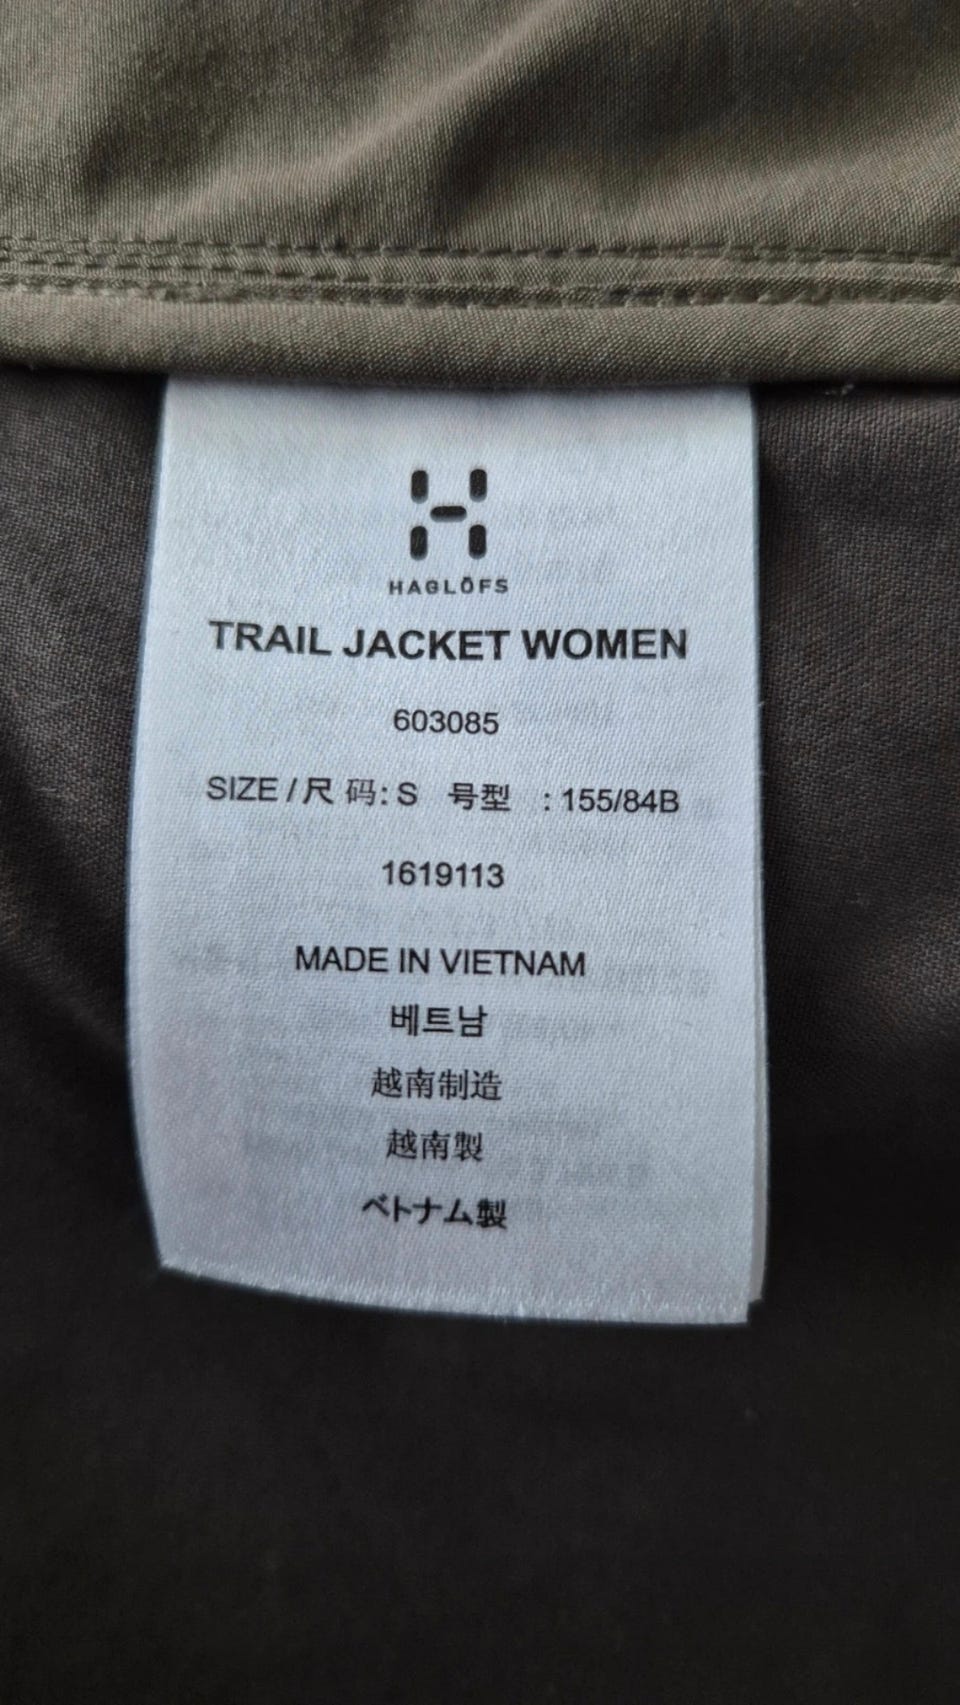 HAGLÖFS
TRAIL JACKET WOMEN
603085
SIZE / 尺 码: S 号型 : 155/84B
1619113
MADE IN VIETNAM
베트남
越南制造
越南製
ベトナム製